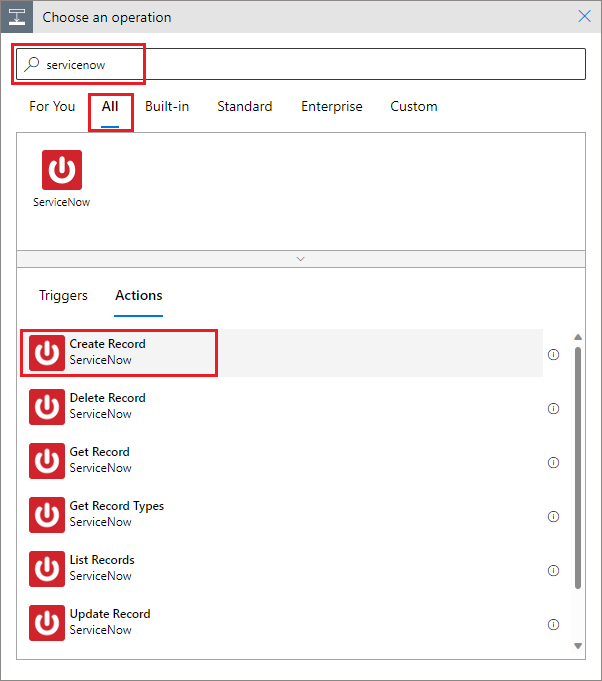 Choose an operation
servicenow
For You All Built-in Standard Enterprise Custom
ServiceNow
Triggers Actions
Create Record
ServiceNow
Delete Record
ServiceNow
Get Record
ServiceNow
Get Record Types
ServiceNow
List Records
ServiceNow
Update Record
ServiceNow